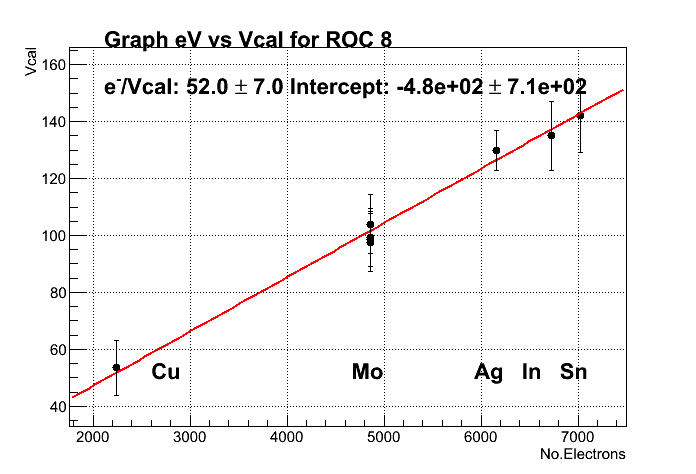 Graph eV vs Vcal for ROC 8
Vcal
e⁻/Vcal: 52.0 ± 7.0 Intercept: -4.8e+02 ± 7.1e+02
160
140
120
100
80
60
40
Cu Mo Ag In Sn
2000 3000 4000 5000 6000 7000
No.Electrons